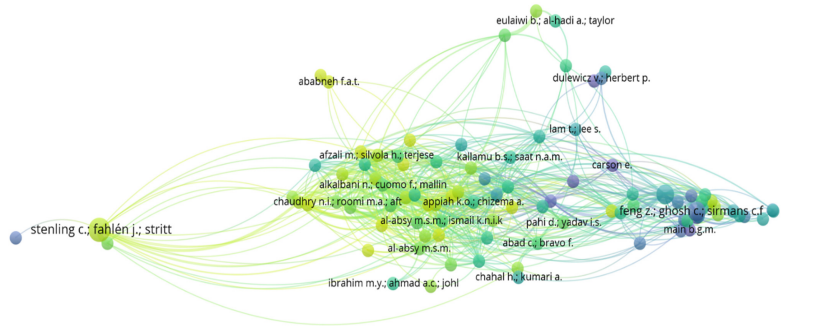 eulaiwi b.; al-hadi a.; taylor
ababneh f.a.t.
dulewicz v.; herbert p.
lam t.; lee s.
afzali m.; silvola h.; terjese
kallamu b.s.; saat n.a.m.
carson e.
alkalbani n.; cuomo f.; mallin
chaudhry n.i.; roomi m.a.; aft
appiah k.o.; chizema a.
feng z.; ghosh c.; sirmans c.f
al-absy m.s.m.; ismail k.n.i.k
pahi d.; yadav i.s.
main b.g.m.
stenling c.; fahlén j.; stritt
al-absy m.s.m.
abad c.; bravo f.
ibrahim m.y.; ahmad a.c.; johl
chahal h.; kumari a.